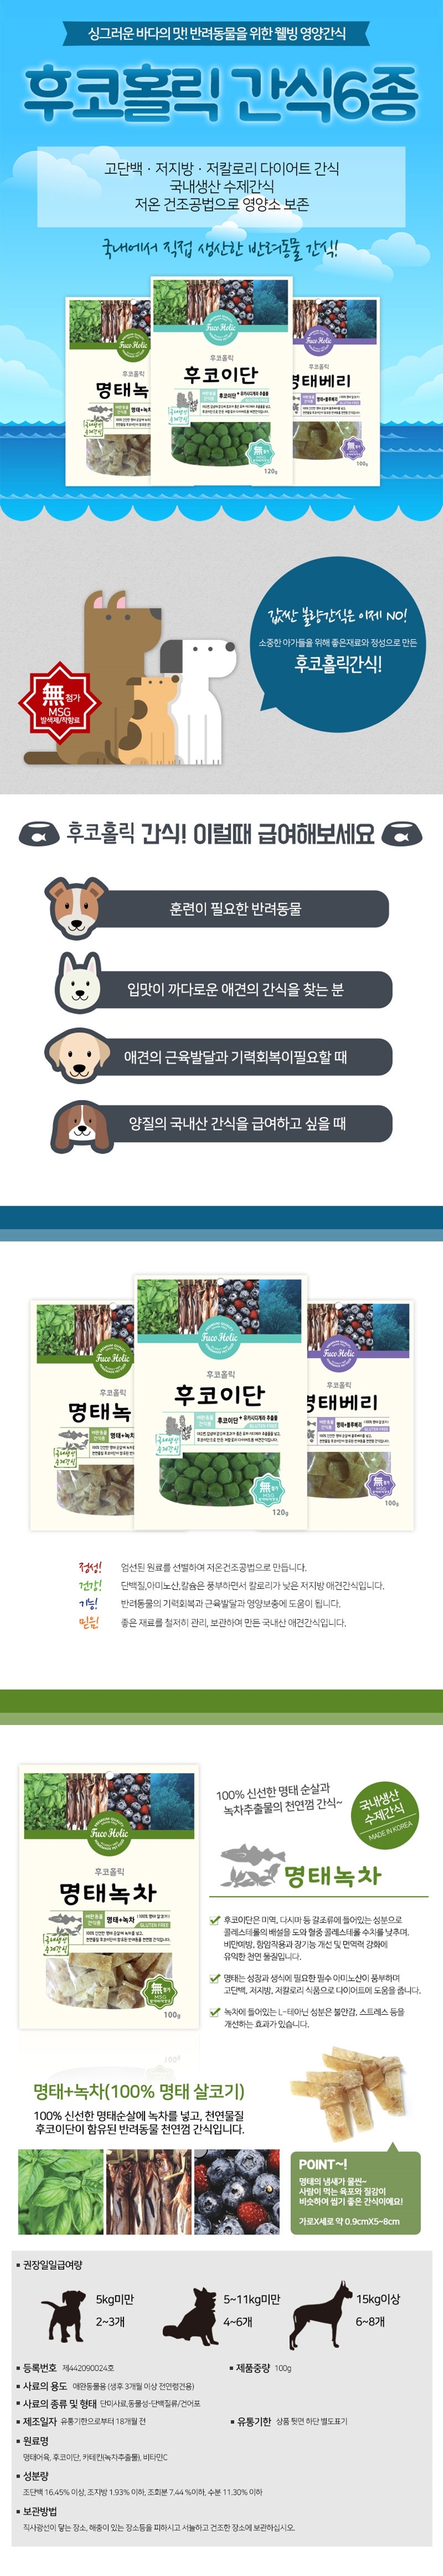 싱그러운 바다의 맛! 반려동물을 위한 웰빙 영양간식
후코홀릭 간식6종
고단백 · 저지방 · 저칼로리 다이어트 간식
국내생산 수제간식
저온 건조공법으로 영양소 보존
국내에서 직접 생산한 반려동물 간식!
Fuco Holic
후코홀릭
명태녹
100g
Fuco Holic
후코홀릭
후코이단
120g
후코홀릭
명태베리
100g
값싼 불량간식은 이제 NO!
소중한 아가들을 위해 좋은재료와 정성으로 만든
후코홀릭간식!
無 첨가
MSG
발색제/착향료
후코홀릭 간식! 이럴때 급여해보세요
훈련이 필요한 반려동물
입맛이 까다로운 애견의 간식을 찾는 분
애견의 근육발달과 기력회복이필요할 때
양질의 국내산 간식을 급여하고 싶을 때
Fuco Holic
후코홀릭
명태녹
Fuco Holic
후코홀릭
후코이단
후코이단 + 유카시지게라 추출물
120g
Fuco Holic
후코홀릭
명태베리
명태+블루베리
100g
정성! 엄선된 원료를 선별하여 저온건조공법으로 만듭니다.
건강! 단백질,아미노산,칼슘은 풍부하면서 칼로리가 낮은 저지방 애견간식입니다.
기능! 반려동물의 기력회복과 근육발달과 영양보충에 도움이 됩니다.
믿음! 좋은 재료를 철저히 관리, 보관하여 만든 국내산 애견간식입니다.
100% 신선한 명태 순살과
녹차추출물의 천연껌 간식~
국내생산
수제간식
MADE IN KOREA
명태녹차
Fuco Holic
후코홀릭
명태녹차
명태+녹차
GLUTEN FREE
국내생산
수제간식
無첨가
MSG
100g
후코이단은 미역, 다시마 등 갈조류에 들어있는 성분으로
콜레스테롤의 배설을 도와 혈중 콜레스테롤 수치를 낮추며,
비만예방, 항암작용과 장기능 개선 및 면역력 강화에
유익한 천연 물질입니다.
명태는 성장과 생식에 필요한 필수 아미노산이 풍부하며
고단백, 저지방, 저칼로리 식품으로 다이어트에 도움을 줍니다.
녹차에 들어있는 L-테아닌 성분은 불안감, 스트레스 등을
개선하는 효과가 있습니다.
명태+녹차(100% 명태 살코기)
100% 신선한 명태순살에 녹차를 넣고, 천연물질
후코이단이 함유된 반려동물 천연껌 간식입니다.
POINT~!
명태의 냄새가 물씬~
사람이 먹는 육포와 질감이
비슷하여 씹기 좋은 간식이에요!
가로X세로 약 0.9cmX5~8cm
권장일일급여량
5kg미만
2~3개
5~11kg미만
4~6개
15kg이상
6~8개
등록번호 제442090024호
제품중량 100g
사료의 용도 애완동물용 (생후 3개월 이상 전연령견용)
사료의 종류 및 형태 단미사료,동물성-단백질류/건어포
제조일자 유통기한으로부터 18개월 전
유통기한 상품 뒷면 하단 별도표기
원료명
명태어육, 후코이단, 카테킨(녹차추출물), 비타민C
성분량
조단백 16.45% 이상, 조지방 1.93% 이하, 조회분 7.44 %이하, 수분 11.30% 이하
보관방법
직사광선이 닿는 장소, 해충이 있는 장소등을 피하시고 서늘하고 건조한 장소에 보관하십시오.